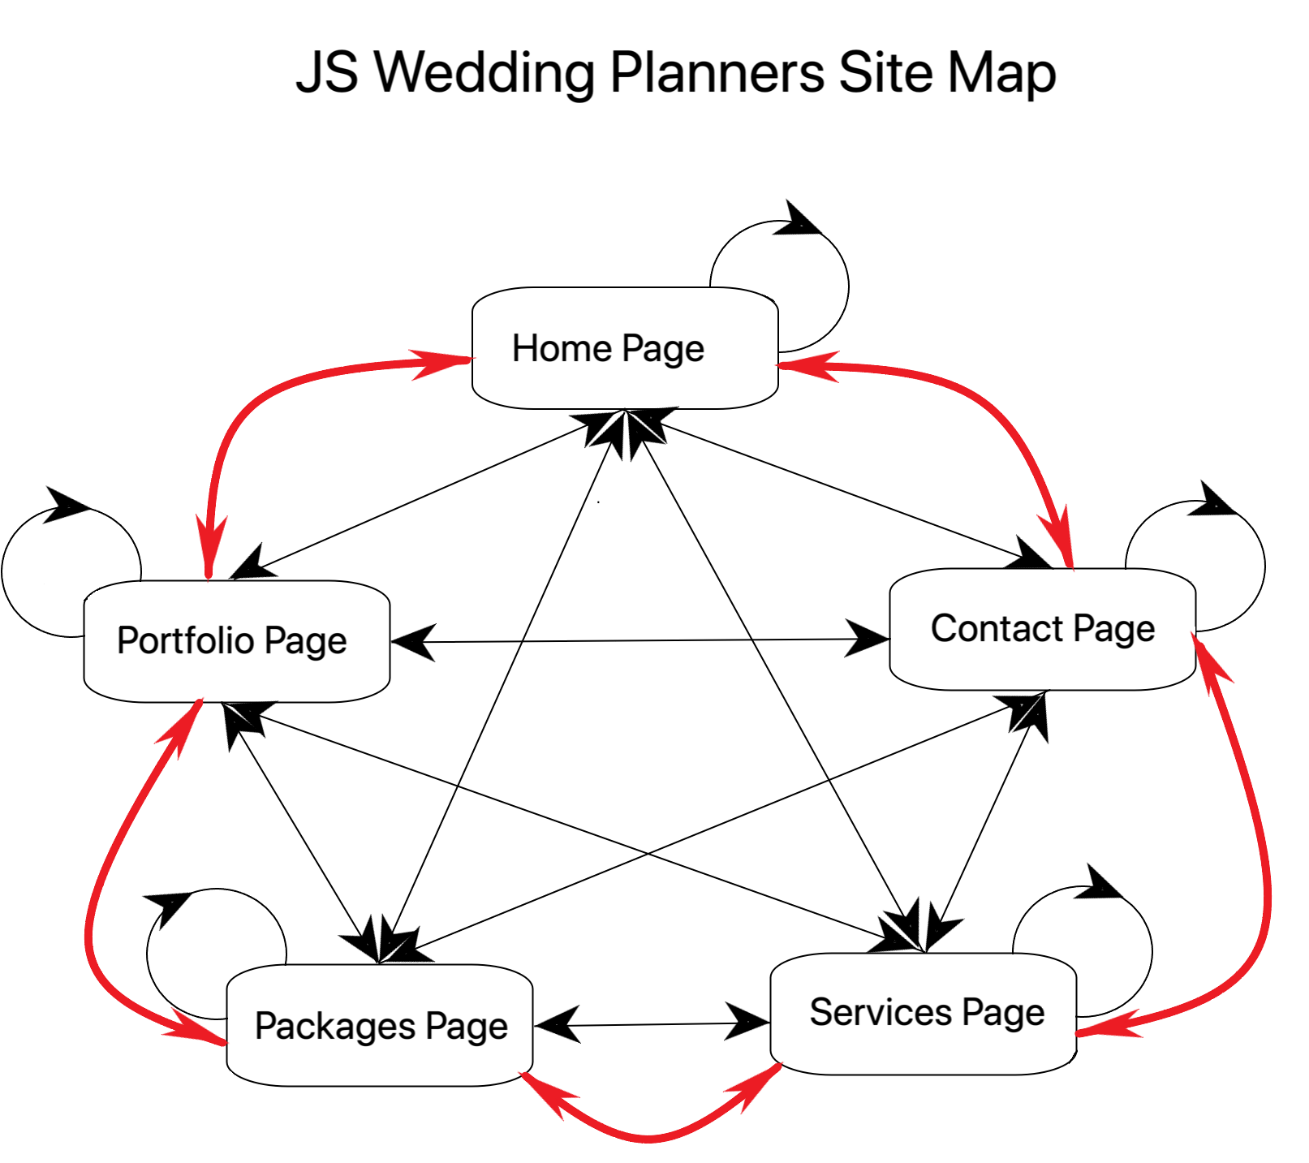 JS Wedding Planners Site Map
Home Page
Portfolio Page
Contact Page
Packages Page
Services Page